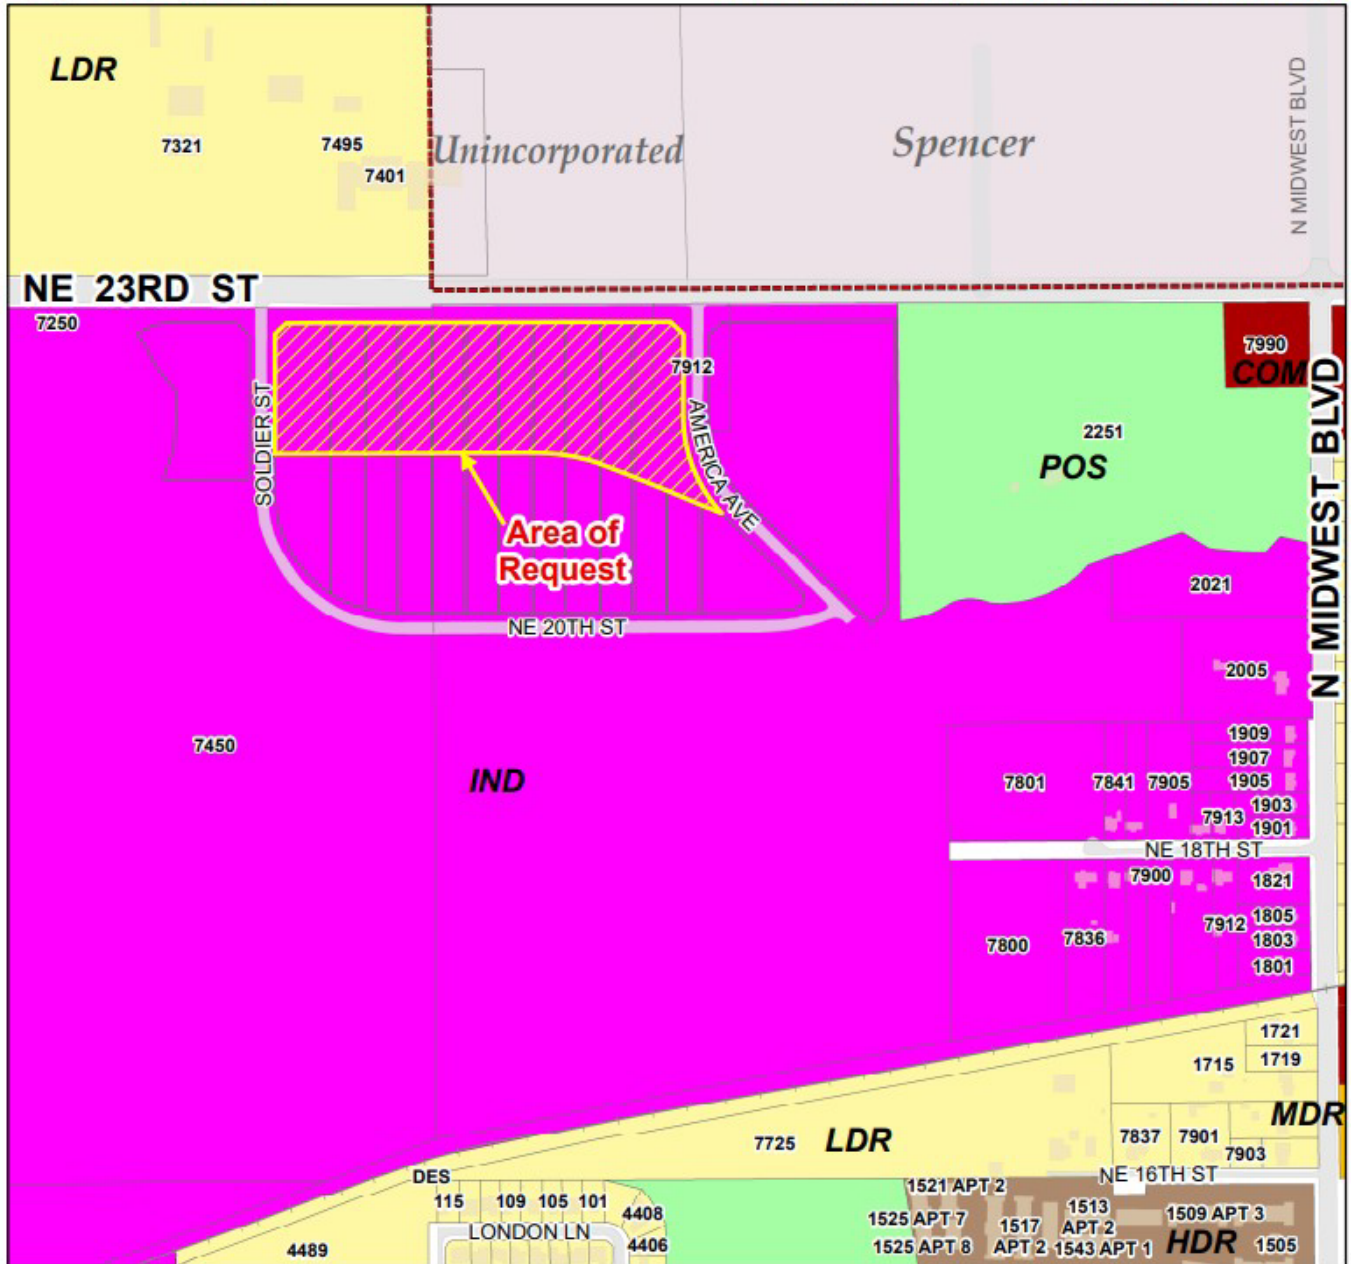 LDR
7321
7495
7401
Unincorporated
Spencer
N MIDWEST BLVD
NE 23RD ST
7250
7912
7990
COM
SOLDIER ST
AMERICA AVE
2251
POS
N MIDWEST BLVD
Area of
Request
2021
NE 20TH ST
2005
7450
IND
1909
1907
7801
7841
7905
1905
1903
7913
1901
NE 18TH ST
7900
1821
1805
7912
7800
7836
1803
1801
1721
1715
1719
MDR
7725
LDR
7837
7901
7903
DES
NE 16TH ST
115
109
105
101
4408
LONDON LN
4406
4489
1521 APT 2
1525 APT 7
1525 APT 8
1517
APT 2
1513
APT 2
1543 APT 1
1509 APT 3
HDR
1505